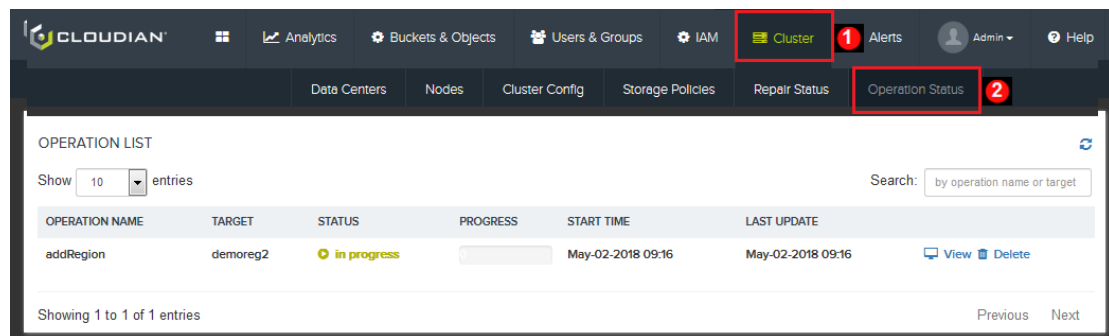 CLOUDIAN Analytics Buckets & Objects Users & Groups IAM Cluster 1 Alerts Admin Help
Data Centers Nodes Cluster Config Storage Policies Repair Status Operation Status 2
OPERATION LIST
Show 10 entries Search: by operation name or target
OPERATION NAME TARGET STATUS PROGRESS START TIME LAST UPDATE
addRegion demoreg2 in progress May-02-2018 09:16 May-02-2018 09:16 View Delete
Showing 1 to 1 of 1 entries Previous Next